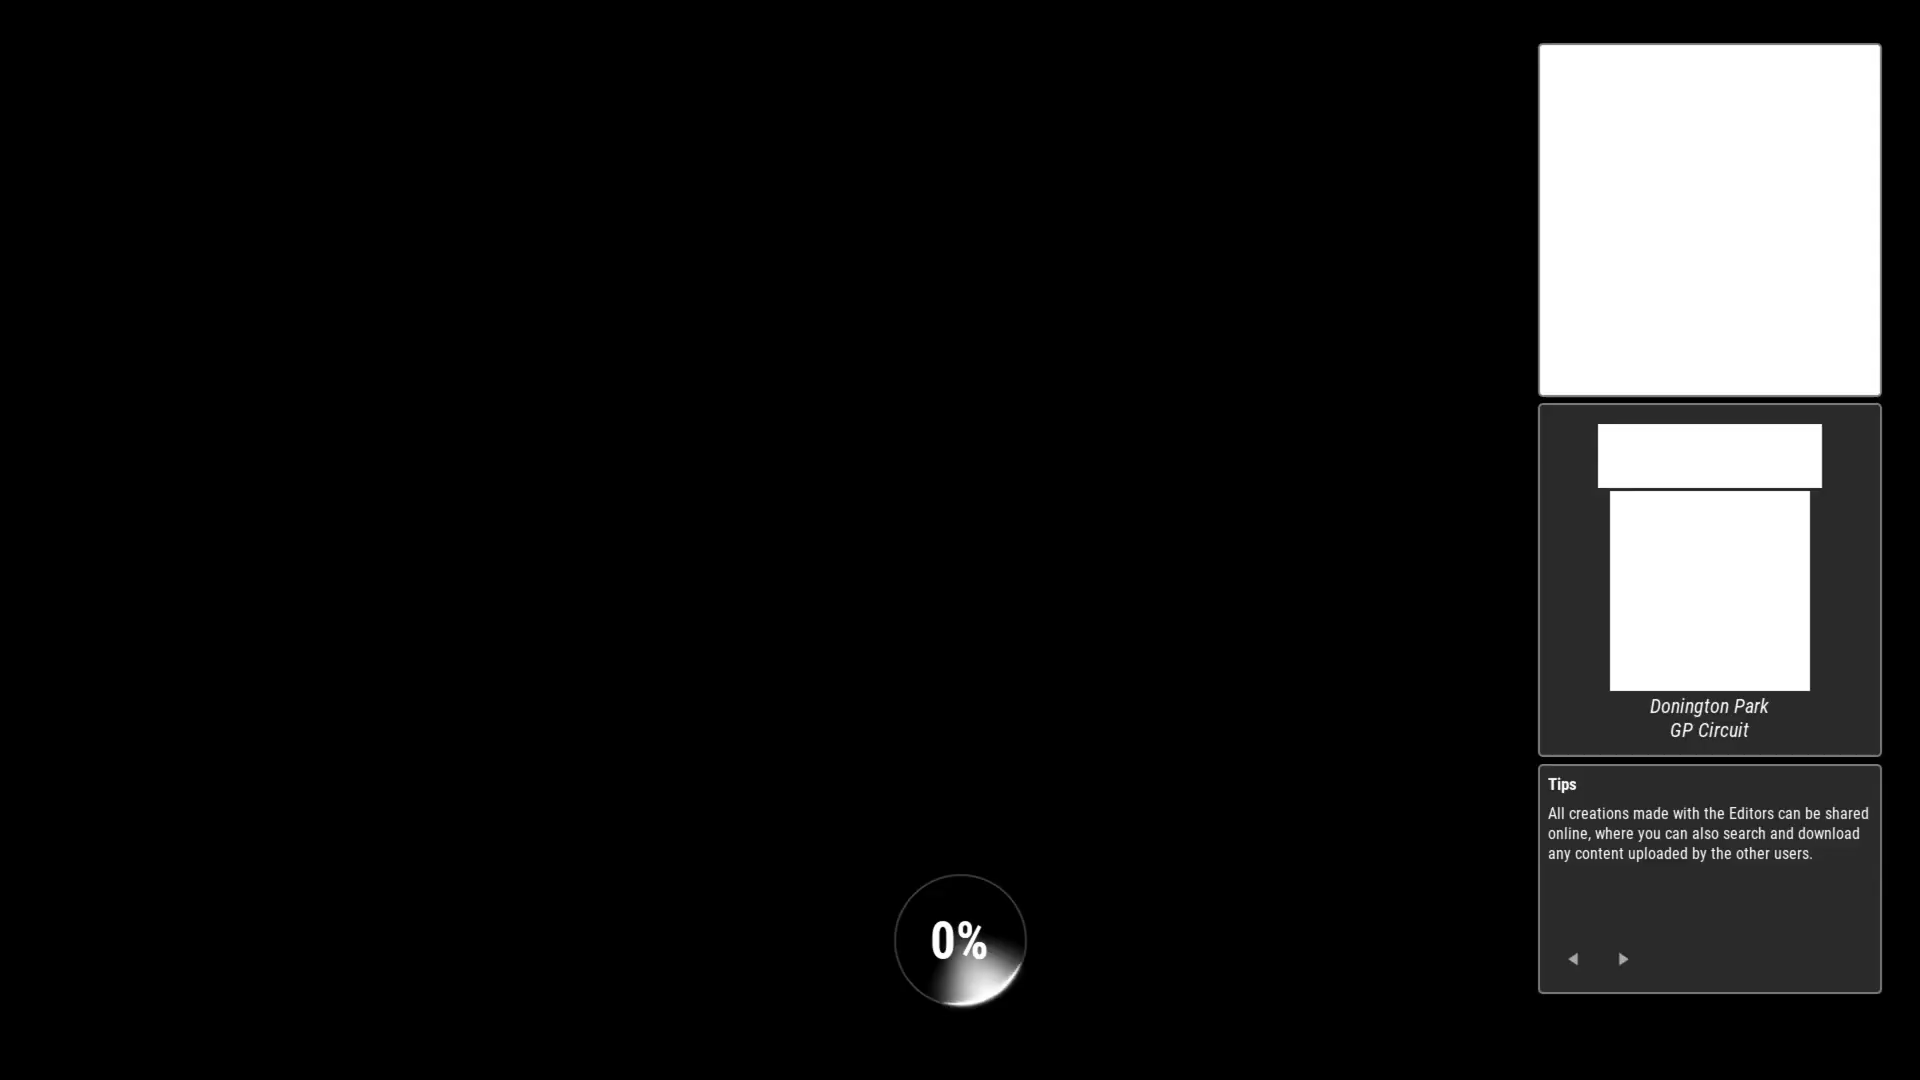 Donington Park
GP Circuit
Tips
All creations made with the Editors can be shared
online, where you can also search and download
any content uploaded by the other users.
0%